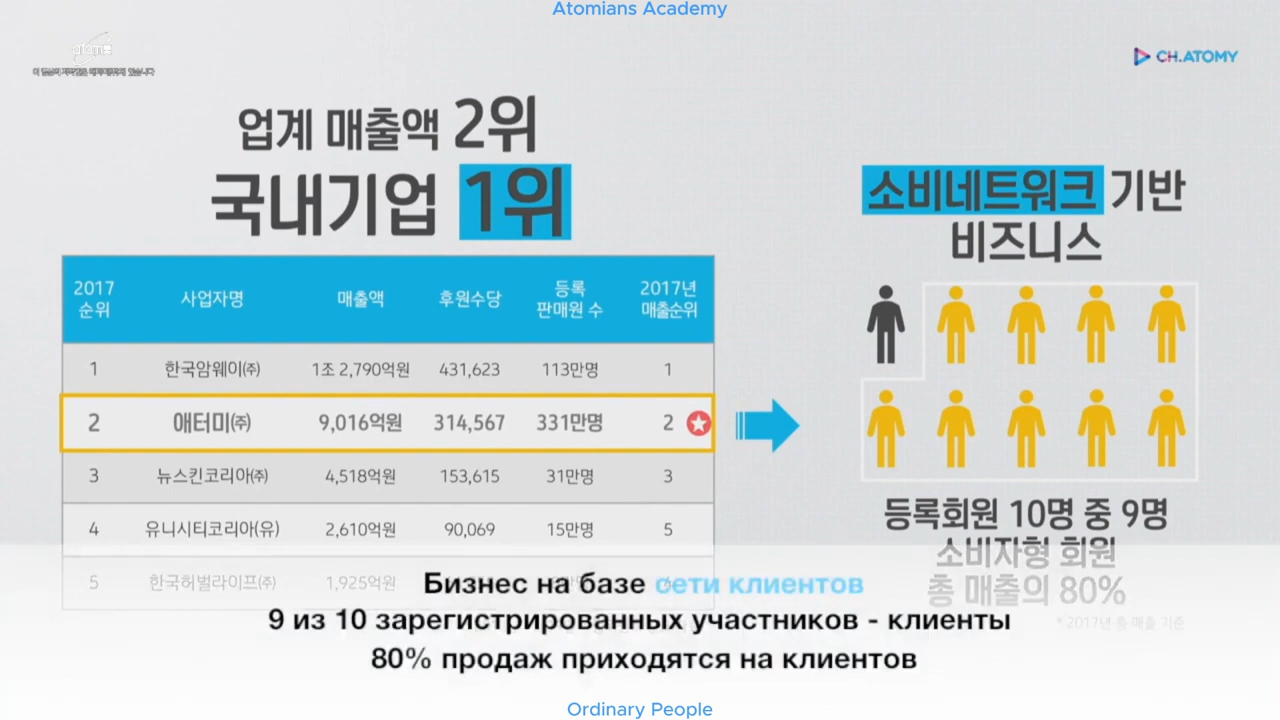 Atomians Academy
atom美
CH.ATOMY
업계 매출액 2위
국내기업 1위
소비네트워크 기반
비즈니스
2017 순위 사업자명 매출액 후원수당 등록 판매원 수 2017년 매출순위
1 한국암웨이㈜ 1조 2,790억원 431,623 113만명 1
2 애터미㈜ 9,016억원 314,567 331만명 2
3 뉴스킨코리아㈜ 4,518억원 153,615 31만명 3
4 유니시티코리아(유) 2,610억원 90,069 15만명 5
5 한국허벌라이프㈜ 1,925억원
등록회원 10명 중 9명
소비자형 회원
총 매출의 80%
* 2017년 총 매출 기준
Бизнес на базе сети клиентов
9 из 10 зарегистрированных участников - клиенты
80% продаж приходятся на клиентов
Ordinary People